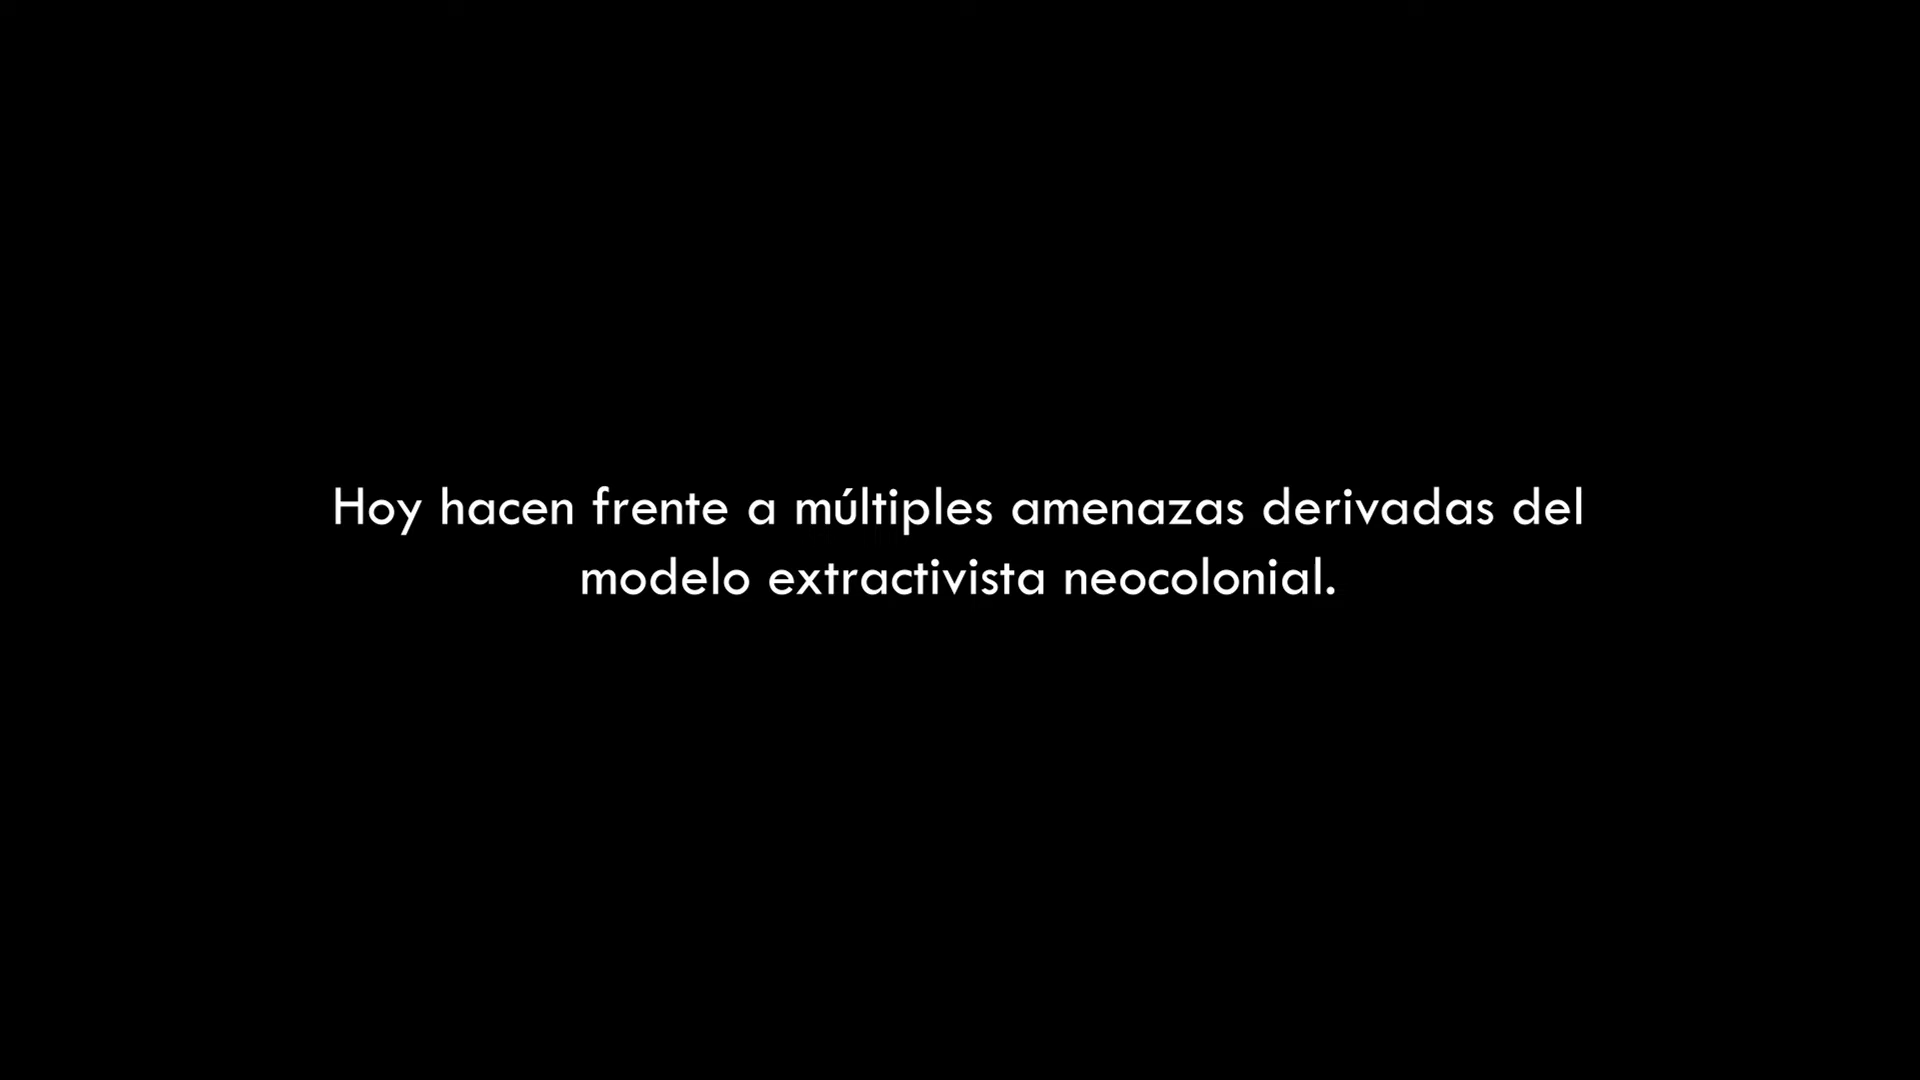 Hoy hacen frente a múltiples amenazas derivadas del
modelo extractivista neocolonial.